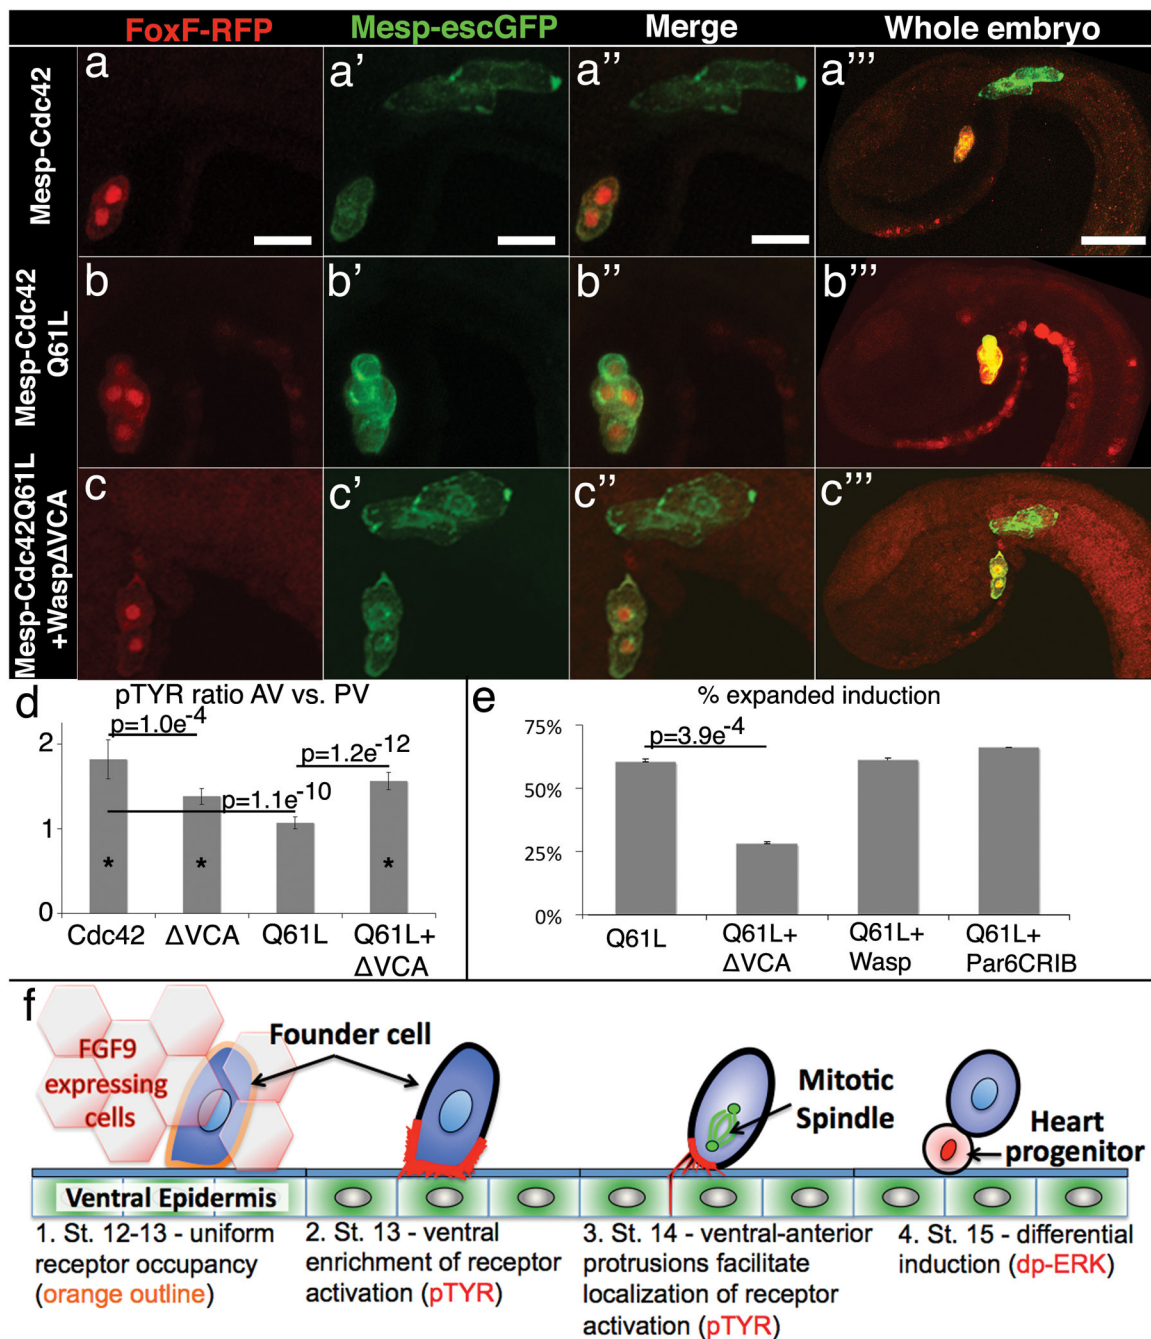 FoxF-RFP
Mesp-escGFP
Merge
Whole embryo
Mesp-Cdc42
a
a'
a''
a'''
Mesp-Cdc42
Q61L
b
b'
b''
b'''
Mesp-Cdc42Q61L
+WaspΔVCA
c
c'
c''
c'''
d
pTYR ratio AV vs. PV
p=1.0e-4
p=1.2e-12
p=1.1e-10
2
1
0
*
*
*
Cdc42
ΔVCA
Q61L
Q61L+
ΔVCA
e
% expanded induction
75%
50%
25%
0%
p=3.9e-4
Q61L
Q61L+
ΔVCA
Q61L+
Wasp
Q61L+
Par6CRIB
f
FGF9
expressing
cells
Founder cell
Mitotic
Spindle
Heart
progenitor
Ventral Epidermis
1. St. 12-13 - uniform
receptor occupancy
(orange outline)
2. St. 13 - ventral
enrichment of receptor
activation (pTYR)
3. St. 14 - ventral-anterior
protrusions facilitate
localization of receptor
activation (pTYR)
4. St. 15 - differential
induction (dp-ERK)